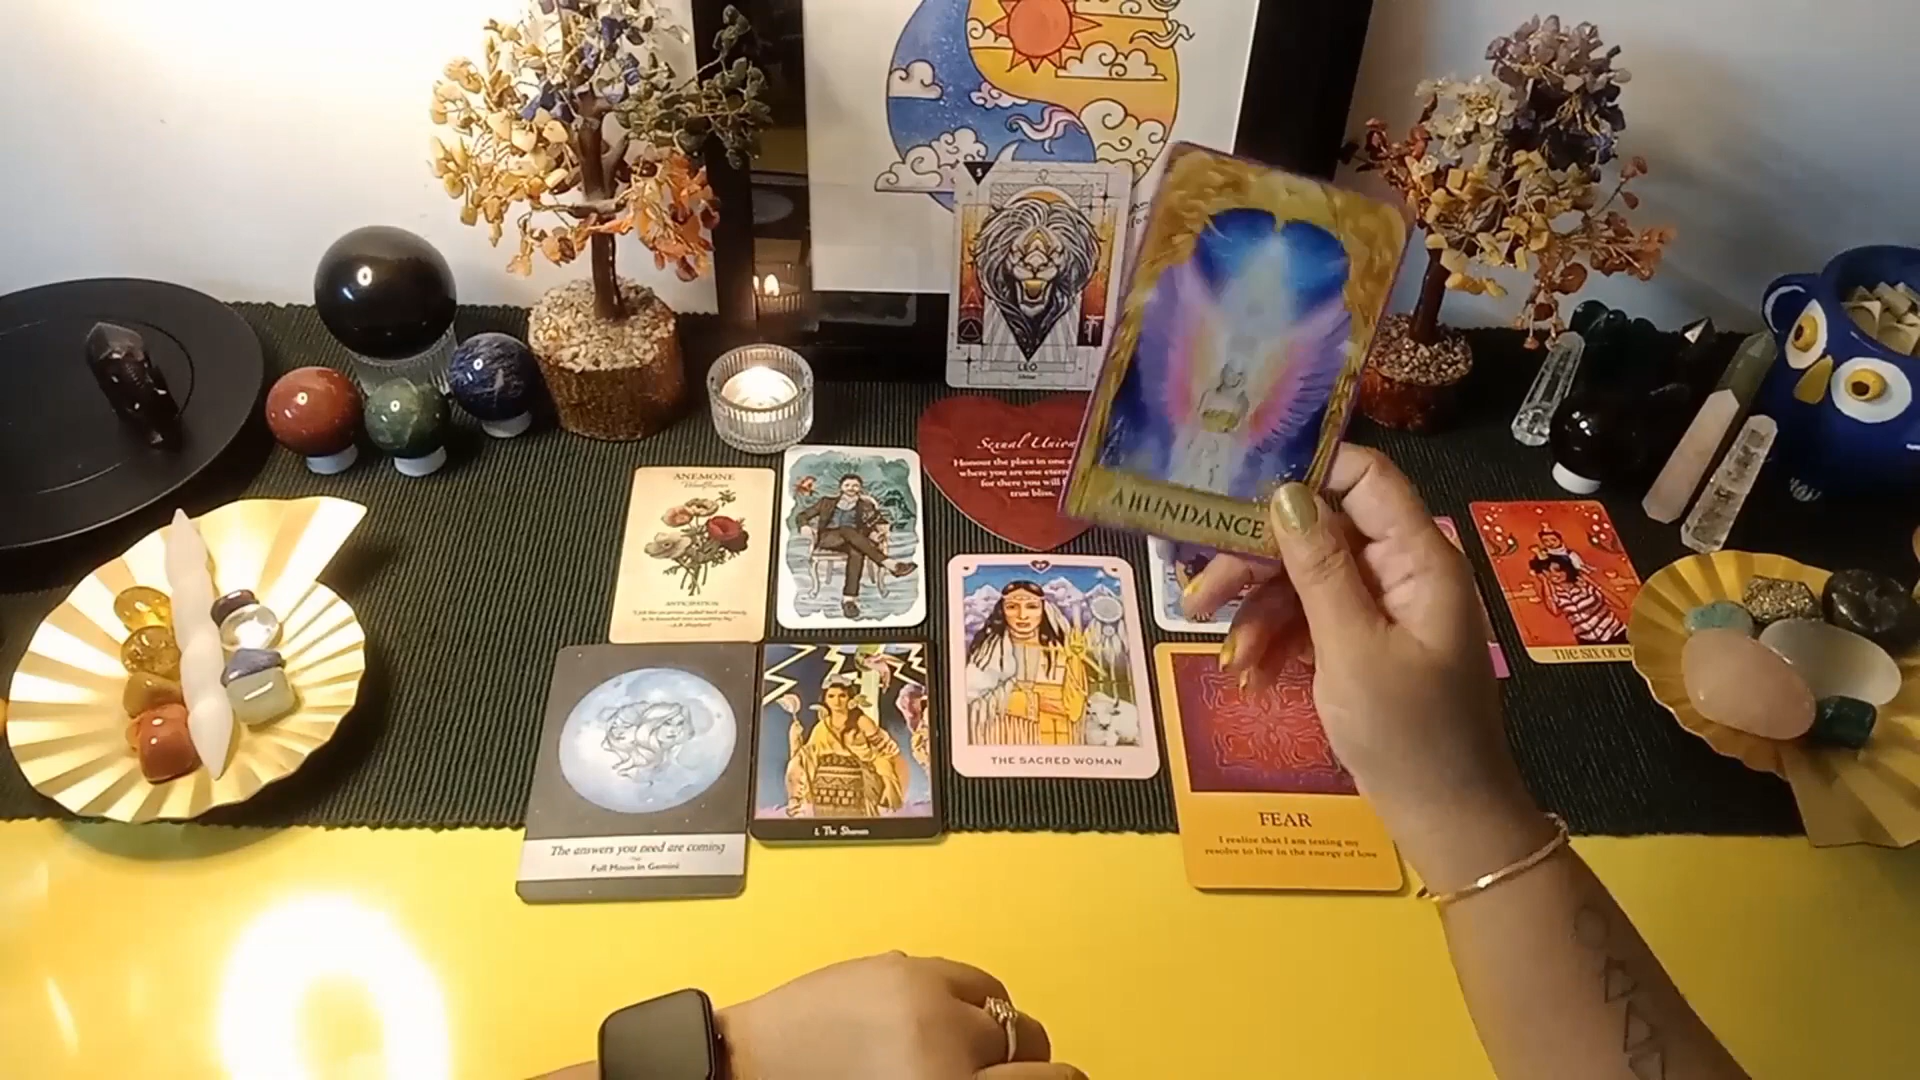 5
LEO
Sexual Union
Honour the place in one
where you are one
for there you will
true bliss.
ABUNDANCE
ANEMONE
Windflower
ANTICIPATION
THE SIX OF
THE SACRED WOMAN
I. The Shaman
The answers you need are coming
Full Moon in Gemini
FEAR
I realize that I am testing my
resolve to live in the energy of love